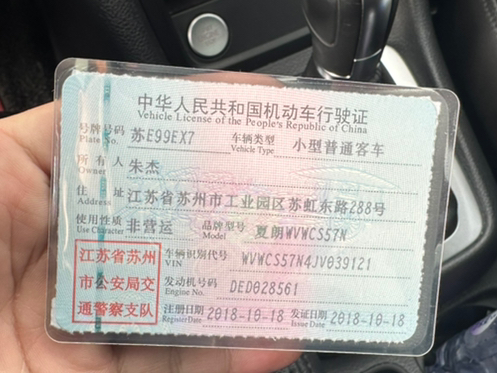 中华人民共和国机动车行驶证
Vehicle License of the People's Republic of China
号牌号码 苏E99EX7 车辆类型 小型普通客车
Plate No. Vehicle Type
所有人 朱杰
Owner
住址 江苏省苏州市工业园区苏虹东路288号
Address
使用性质 非营运 品牌型号 夏朗WVWCS57N
Use Character Model
江苏省苏州 车辆识别代号 WVWCS57N4JV039121
VIN
市公安局交 发动机号码 DED028561
Engine No.
通警察支队 注册日期 2018-10-18 发证日期 2018-10-18
Register Date Issue Date